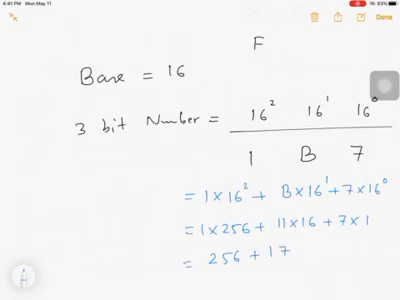 4:41 PM Mon May 11
93%
Done
F
Base = 16
3 bit Number = 16² 16¹ 16⁰
1 B 7
= 1 x 16² + B x 16¹ + 7 x 16⁰
= 1 x 256 + 11 x 16 + 7 x 1
= 256 + 17